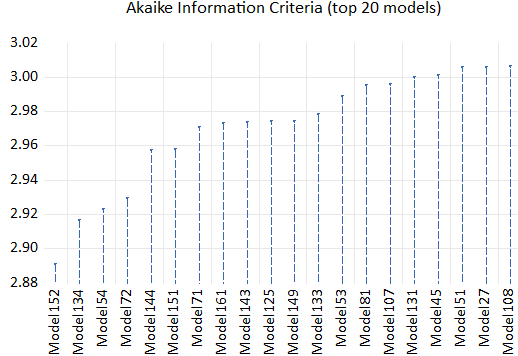 Akaike Information Criteria (top 20 models)
3.02
3.00
2.98
2.96
2.94
2.92
2.90
2.88
Model152
Model134
Model54
Model72
Model144
Model151
Model71
Model161
Model143
Model125
Model149
Model133
Model53
Model81
Model107
Model131
Model45
Model51
Model27
Model108